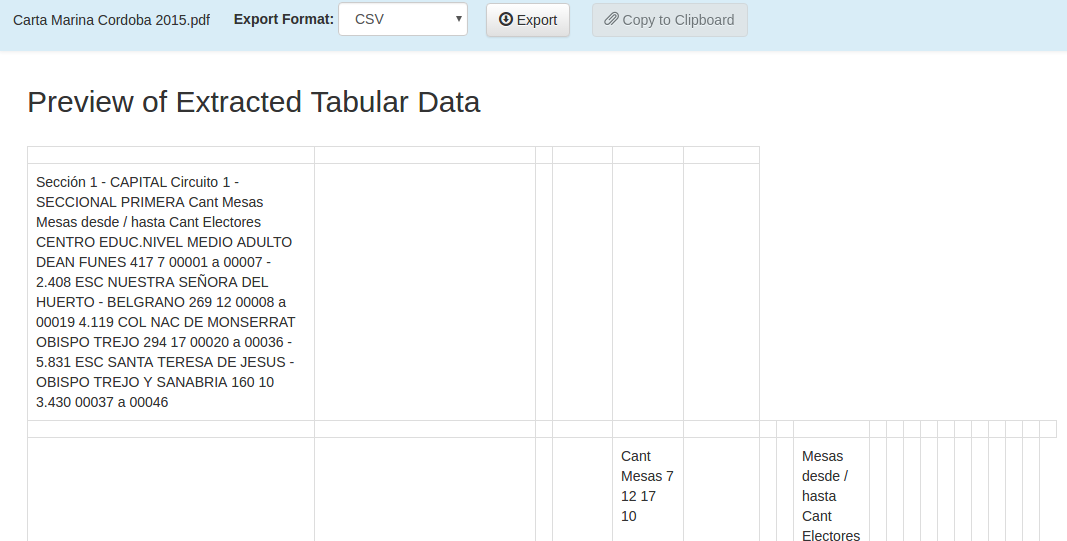 Carta Marina Cordoba 2015.pdf Export Format: CSV Export Copy to Clipboard
Preview of Extracted Tabular Data
Sección 1 - CAPITAL Circuito 1 -
SECCIONAL PRIMERA Cant Mesas
Mesas desde / hasta Cant Electores
CENTRO EDUC.NIVEL MEDIO ADULTO
DEAN FUNES 417 7 00001 a 00007 -
2.408 ESC NUESTRA SEÑORA DEL
HUERTO - BELGRANO 269 12 00008 a
00019 4.119 COL NAC DE MONSERRAT
OBISPO TREJO 294 17 00020 a 00036 -
5.831 ESC SANTA TERESA DE JESUS -
OBISPO TREJO Y SANABRIA 160 10
3.430 00037 a 00046
Cant
Mesas 7
12 17
10
Mesas
desde /
hasta
Cant
Electores